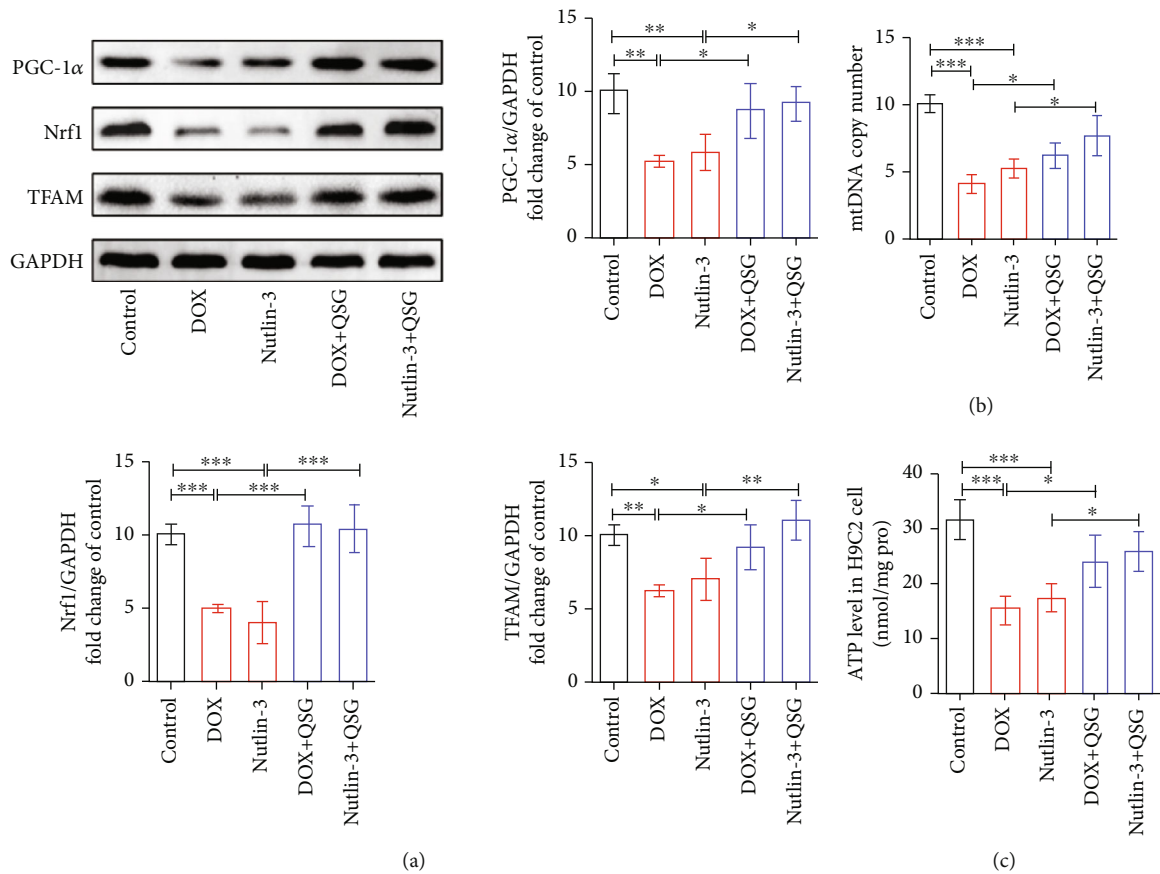 PGC-1α
Nrf1
TFAM
GAPDH
Control
DOX
Nutlin-3
DOX+QSG
Nutlin-3+QSG
PGC-1α/GAPDH
fold change of control
15
10
5
0
**
*
**
*
Control
DOX
Nutlin-3
DOX+QSG
Nutlin-3+QSG
mtDNA copy number
15
10
5
0
***
***
*
*
Control
DOX
Nutlin-3
DOX+QSG
Nutlin-3+QSG
(b)
Nrf1/GAPDH
fold change of control
15
10
5
0
***
***
***
***
Control
DOX
Nutlin-3
DOX+QSG
Nutlin-3+QSG
(a)
TFAM/GAPDH
fold change of control
15
10
5
0
*
**
**
*
Control
DOX
Nutlin-3
DOX+QSG
Nutlin-3+QSG
ATP level in H9C2 cell
(nmol/mg pro)
40
30
20
10
0
***
***
*
*
Control
DOX
Nutlin-3
DOX+QSG
Nutlin-3+QSG
(c)